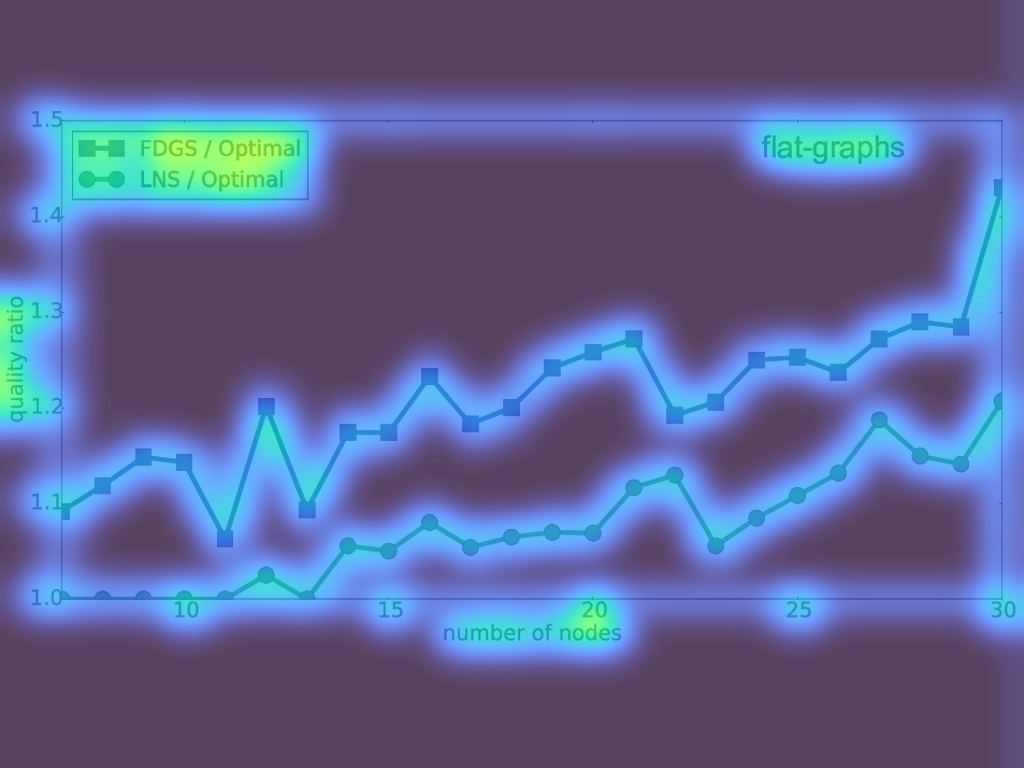 1.5
FDGS / Optimal
flat-graphs
LNS / Optimal
1.4
1.3
quality ratio
1.2
1.1
1.0
10 15 20 25 30
number of nodes